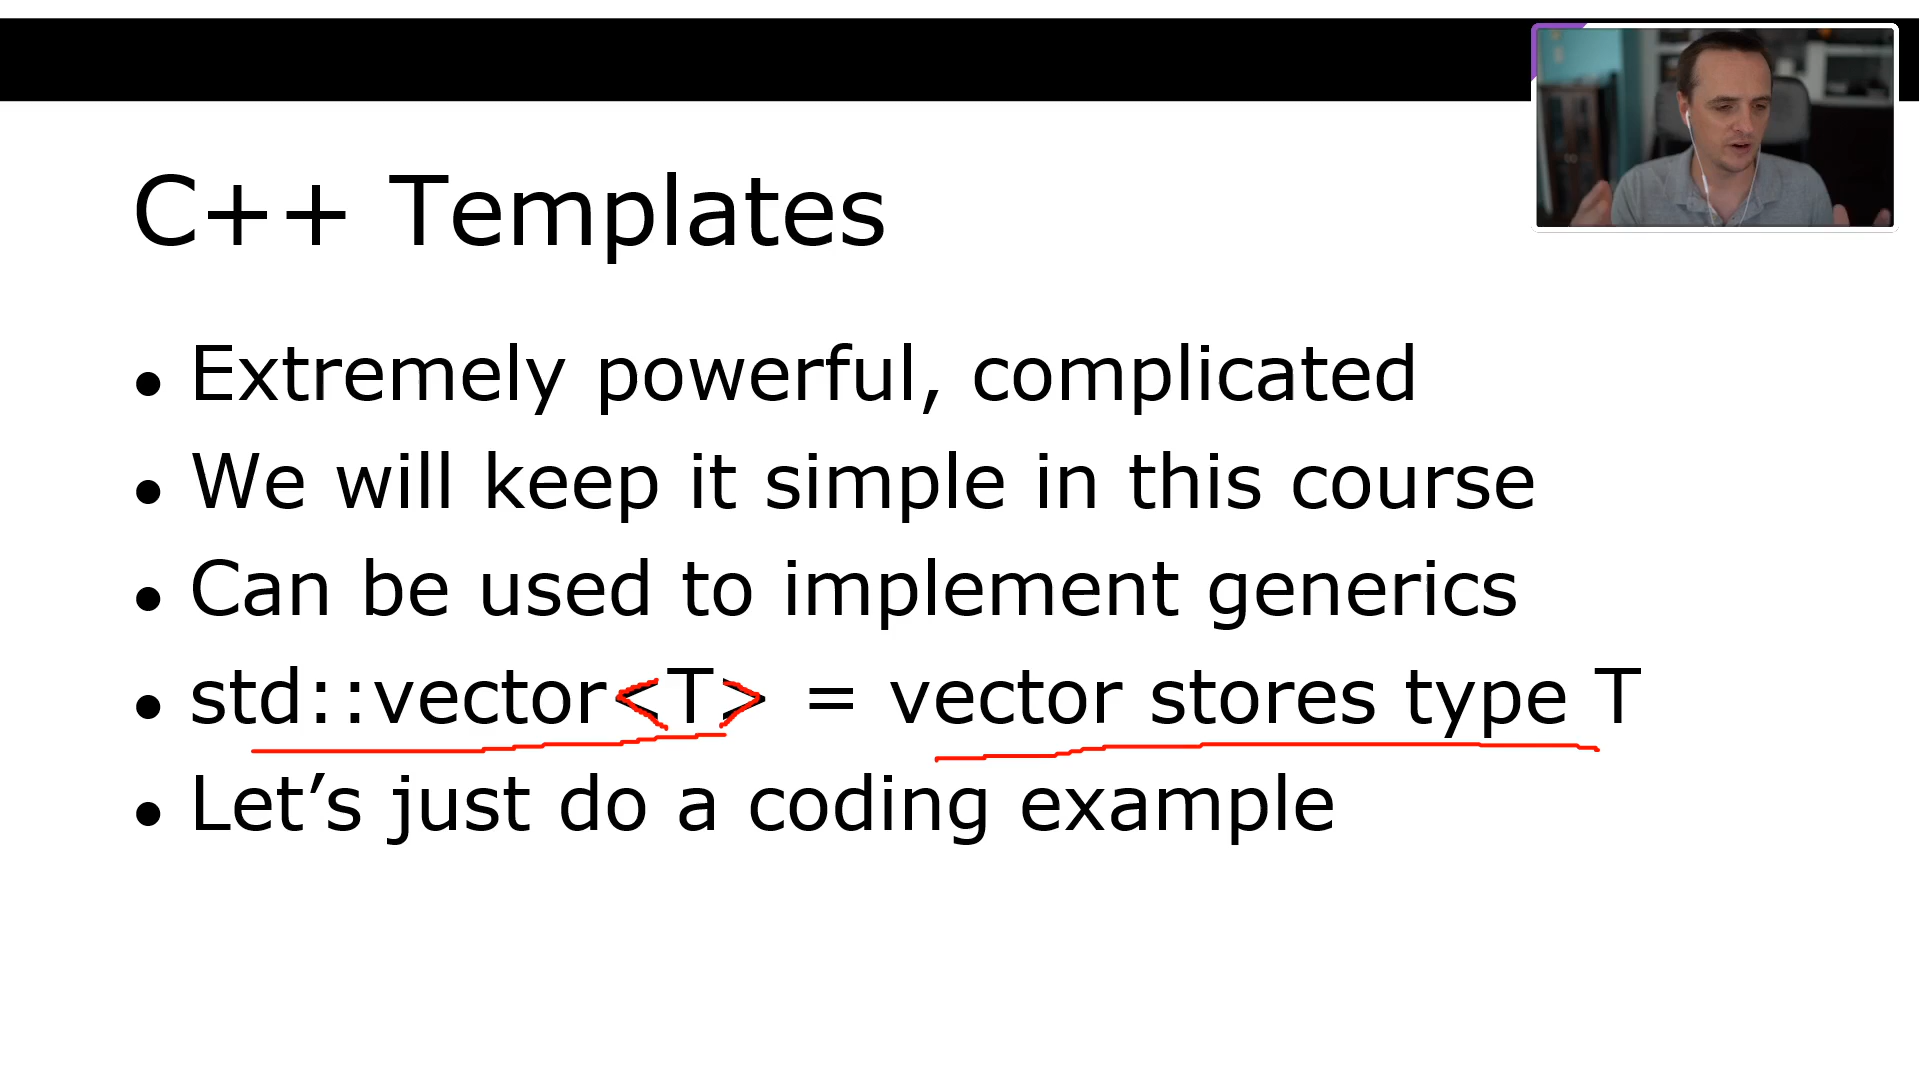 C++ Templates
• Extremely powerful, complicated
• We will keep it simple in this course
• Can be used to implement generics
• std::vector<T> = vector stores type T
• Let’s just do a coding example